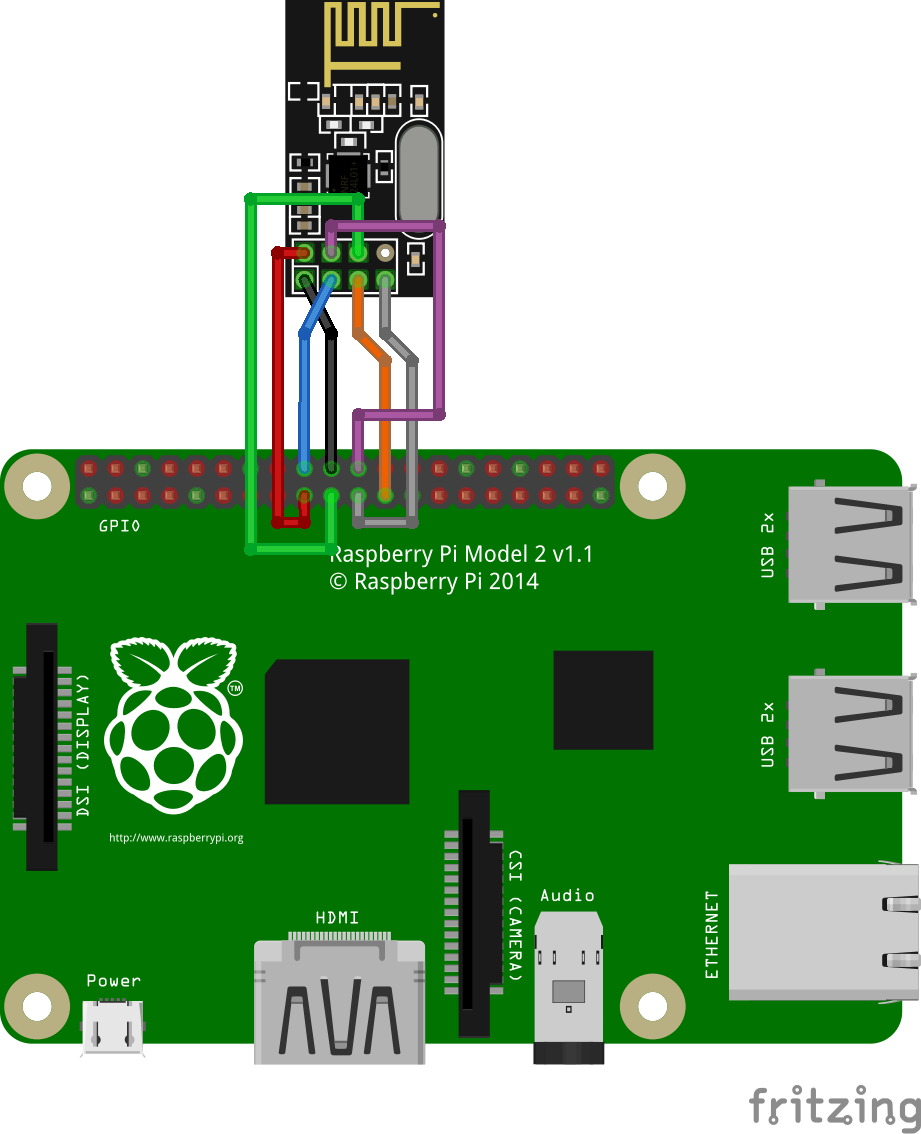 GPIO
Raspberry Pi Model 2 v1.1
© Raspberry Pi 2014
USB 2x
USB 2x
DSI (DISPLAY)
TM
http://www.raspberrypi.org
CSI (CAMERA)
Audio
ETHERNET
HDMI
Power
fritzing